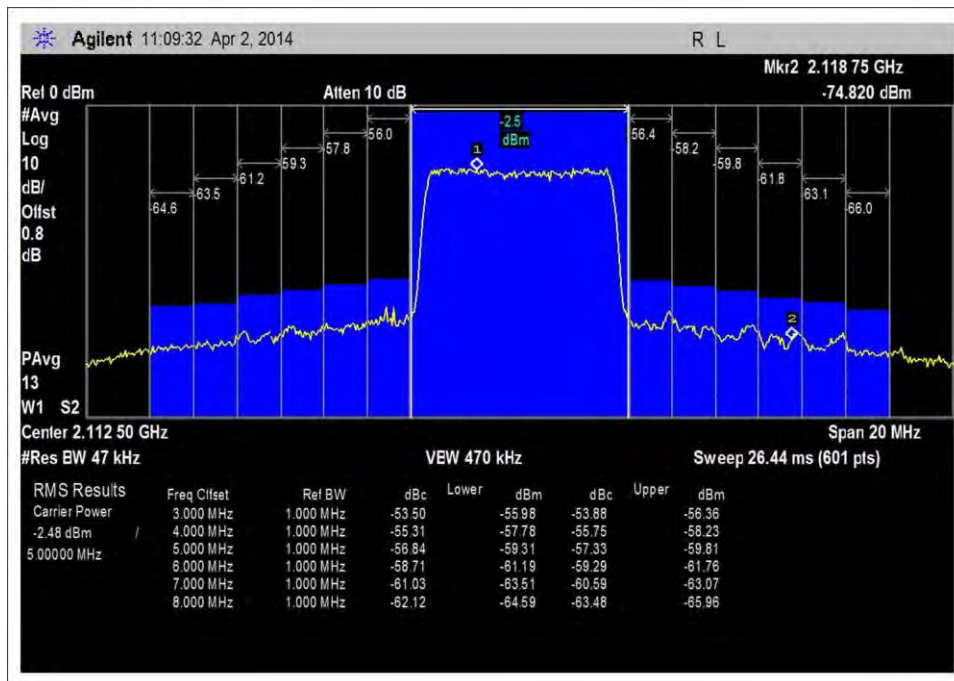 Agilent 11:09:32 Apr 2, 2014 R L
Mkr2 2.118 75 GHz
Ref 0 dBm Atten 10 dB -74.820 dBm
#Avg
Log
10
dB/
Offst
0.8
dB
-64.6 -63.5 -61.2 -59.3 -57.8 -56.0 -2.5 dBm 56.4 -58.2 -59.8 -61.8 -63.1 -66.0
1
2
PAvg
13
W1 S2
Center 2.112 50 GHz Span 20 MHz
#Res BW 47 kHz VBW 470 kHz Sweep 26.44 ms (601 pts)
RMS Results Freq Offset Ref BW dBc Lower dBm dBc Upper dBm
Carrier Power 3.000 MHz 1.000 MHz -53.50 -55.98 -53.88 -56.36
-2.48 dBm / 4.000 MHz 1.000 MHz -55.31 -57.78 -55.75 -58.23
5.00000 MHz 5.000 MHz 1.000 MHz -56.84 -59.31 -57.33 -59.81
6.000 MHz 1.000 MHz -58.71 -61.19 -59.29 -61.76
7.000 MHz 1.000 MHz -61.03 -63.51 -60.59 -63.07
8.000 MHz 1.000 MHz -62.12 -64.59 -63.48 -65.96